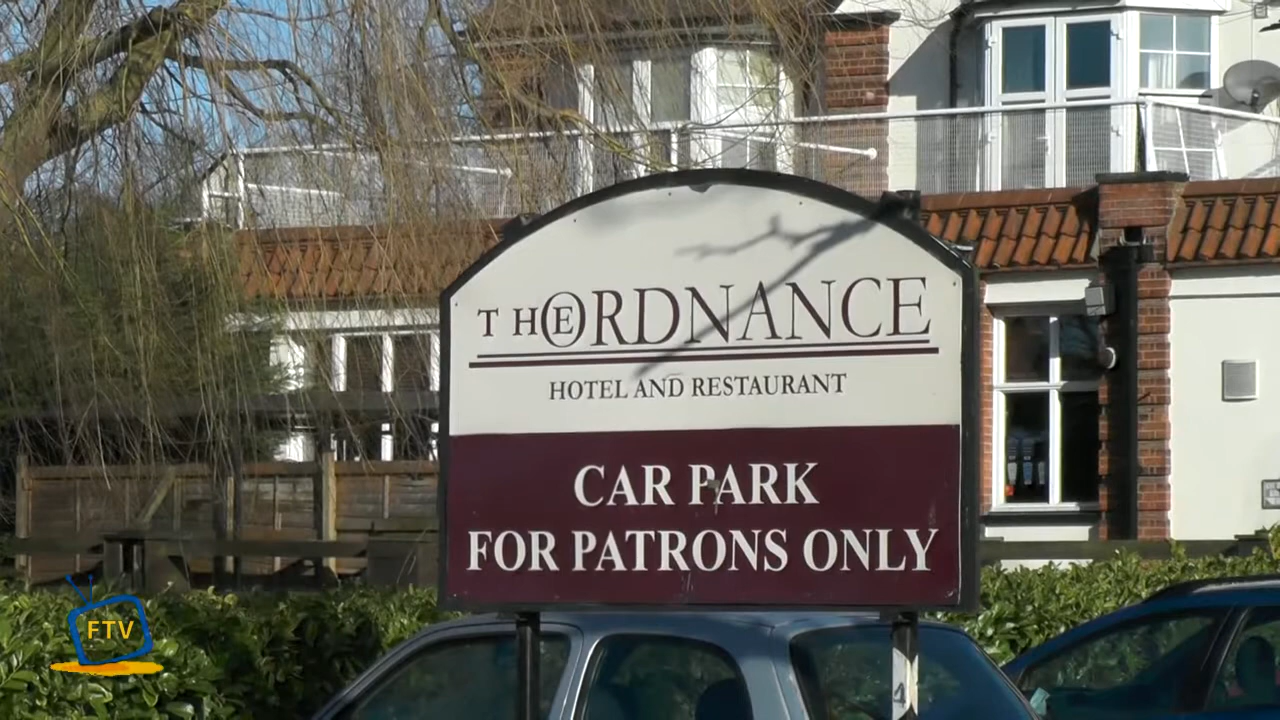 THE ORDNANCE
HOTEL AND RESTAURANT
CAR PARK
FOR PATRONS ONLY
FTV